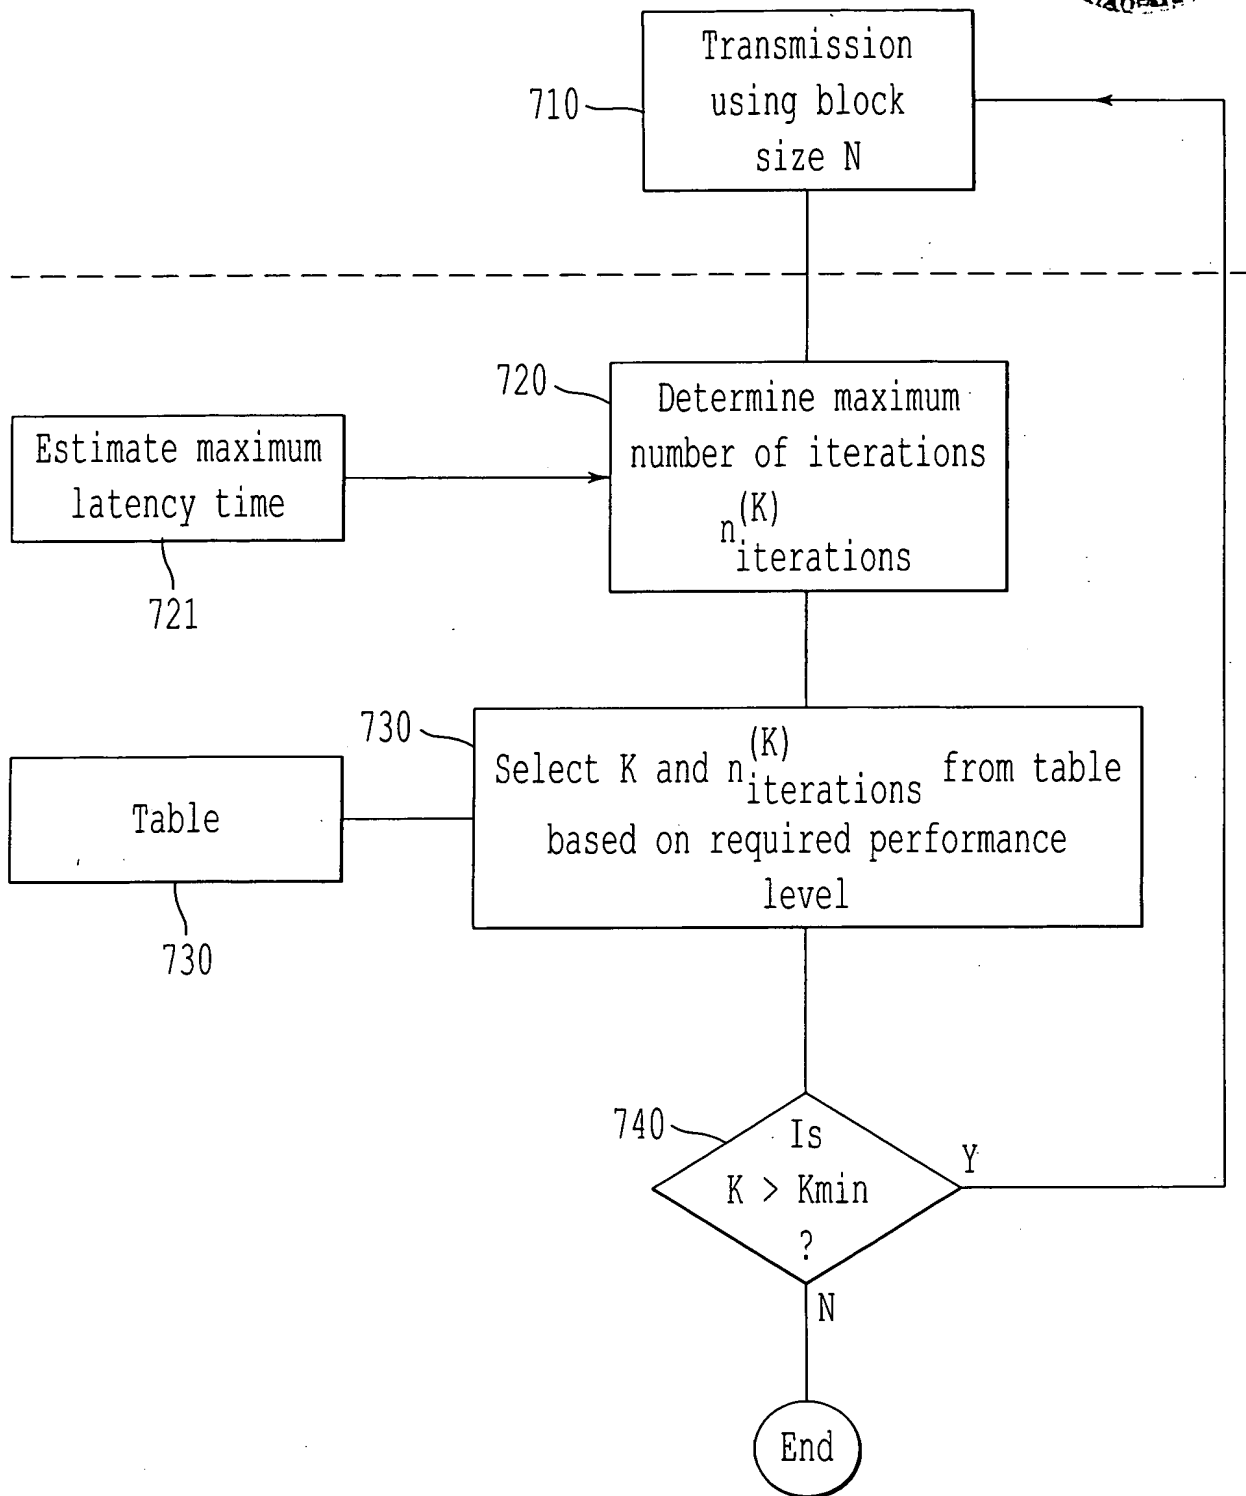 Transmission
710
using block
size N
720
Determine maximum
Estimate maximum
number of iterations
latency time
n(K)iterations
721
730
Select K and n(K)iterations from table
Table
based on required performance
level
730
740
Is
K > Kmin
?
Y
N
End